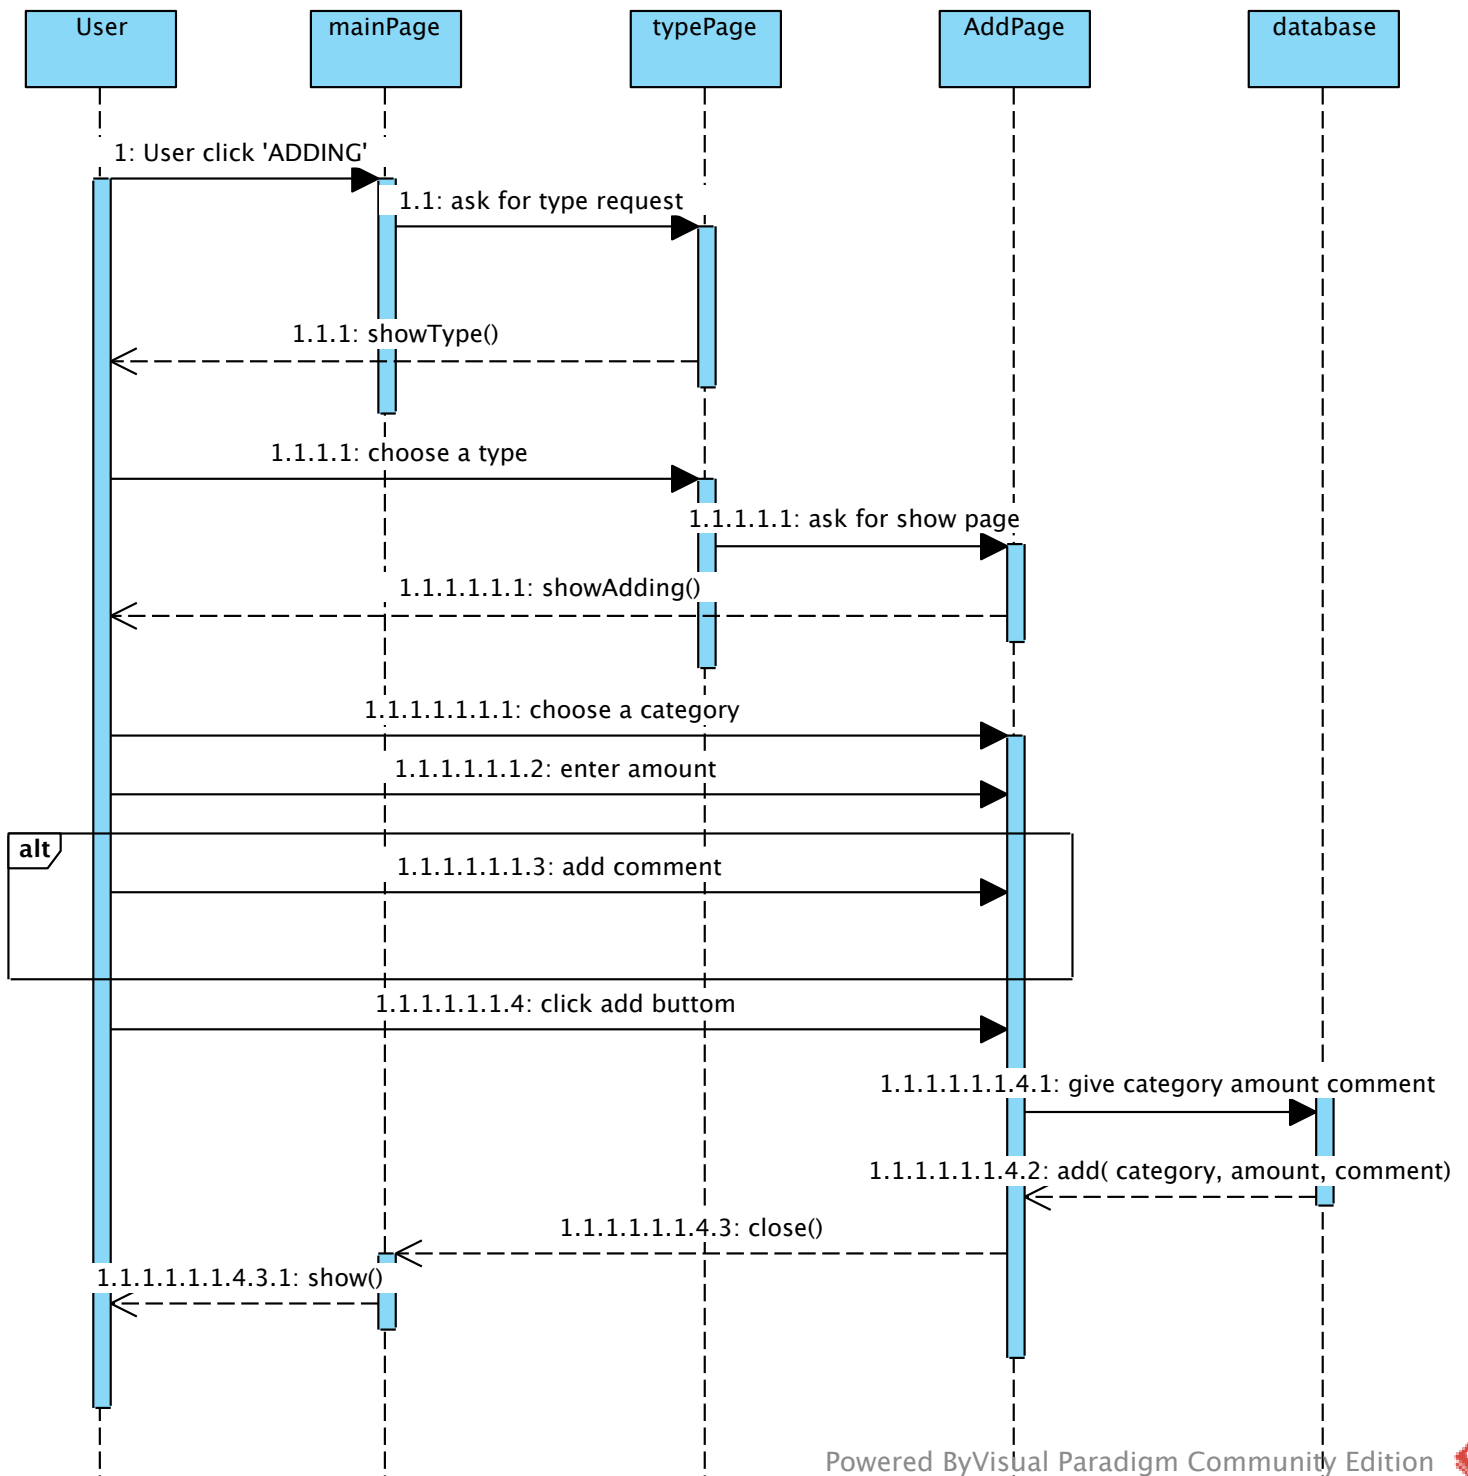 User
mainPage
typePage
AddPage
database
1: User click 'ADDING'
1.1: ask for type request
1.1.1: showType()
1.1.1.1: choose a type
1.1.1.1.1: ask for show page
1.1.1.1.1.1: showAdding()
1.1.1.1.1.1.1: choose a category
1.1.1.1.1.1.2: enter amount
alt
1.1.1.1.1.1.3: add comment
1.1.1.1.1.1.4: click add buttom
1.1.1.1.1.1.4.1: give category amount comment
1.1.1.1.1.1.4.2: add( category, amount, comment)
1.1.1.1.1.1.4.3: close()
1.1.1.1.1.1.4.3.1: show()
Powered ByVisual Paradigm Community Edition